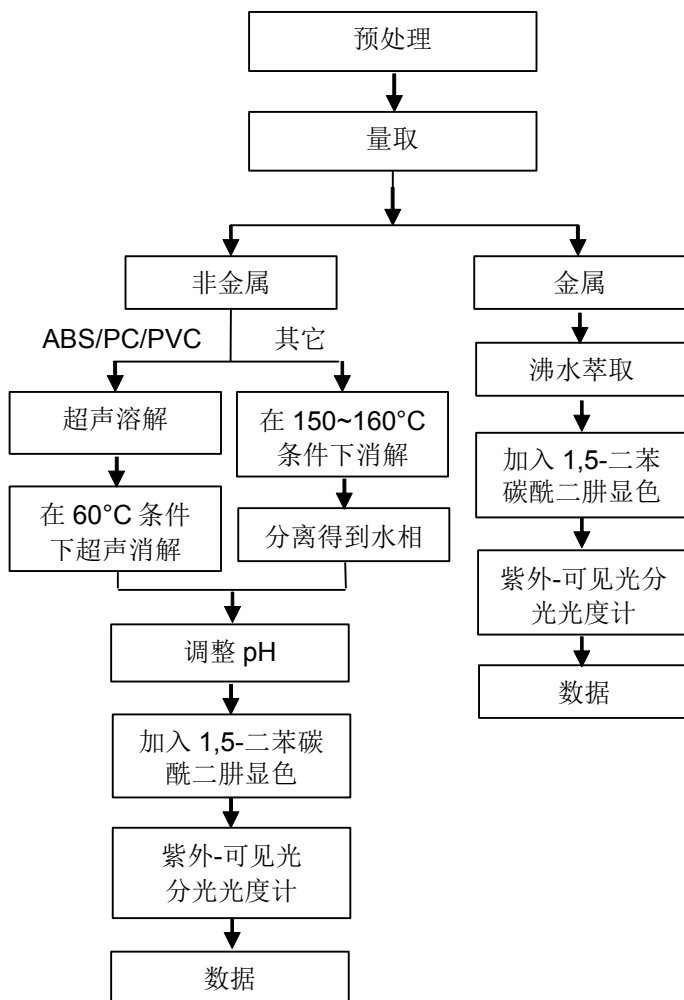 预处理
量取
非金属
金属
ABS/PC/PVC
其它
沸水萃取
超声溶解
在 150~160°C
条件下消解
加入 1,5-二苯
碳酰二肼显色
在 60°C 条件
下超声消解
分离得到水相
紫外-可见光分
光光度计
调整 pH
数据
加入 1,5-二苯碳
酰二肼显色
紫外-可见光
分光光度计
数据